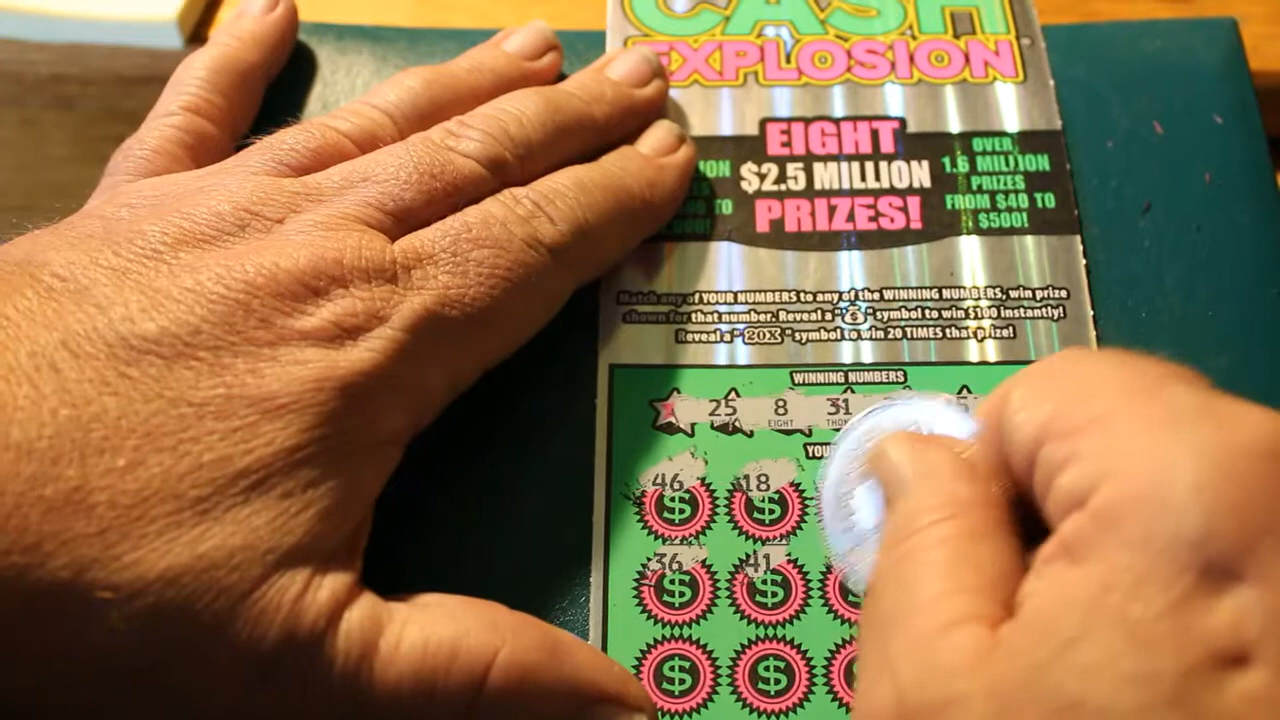 CASH
EXPLOSION
EIGHT
$2.5 MILLION
PRIZES!
OVER
1.6 MILLION
PRIZES
FROM $40 TO
$500!
Match any of YOUR NUMBERS to any of the WINNING NUMBERS, win prize
shown for that number. Reveal a "$" symbol to win $100 instantly!
Reveal a "20X" symbol to win 20 TIMES that prize!
WINNING NUMBERS
25 8 31
EIGHT
YOU
46 18
$ $
36 41
$ $
$ $